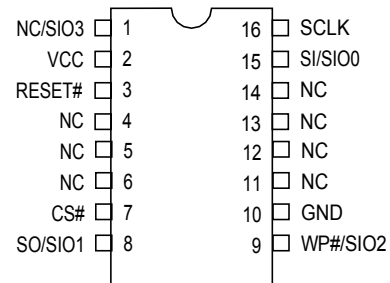 NC/SIO3 1 16 SCLK
VCC 2 15 SI/SIO0
RESET# 3 14 NC
NC 4 13 NC
NC 5 12 NC
NC 6 11 NC
CS# 7 10 GND
SO/SIO1 8 9 WP#/SIO2